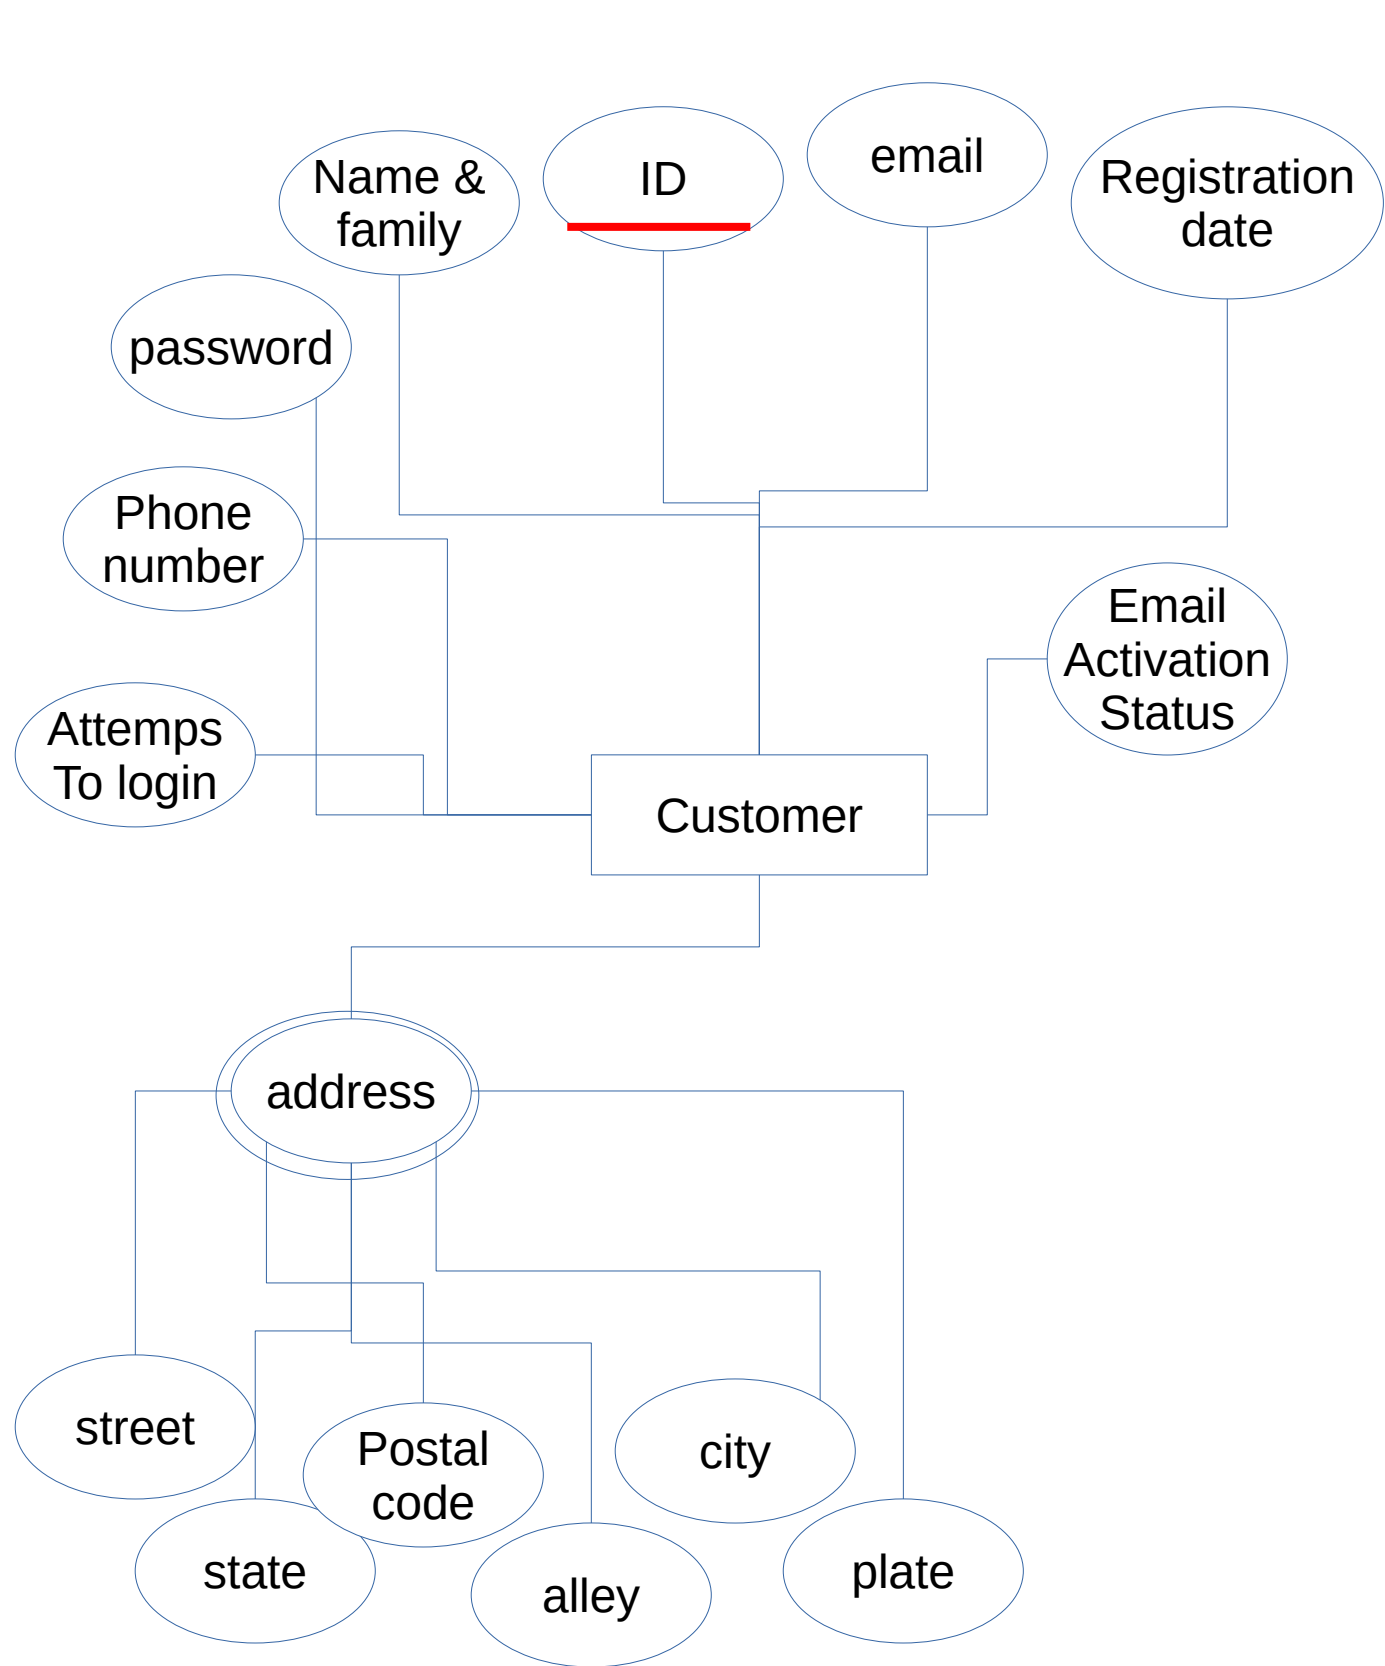 Name &
family
ID
email
Registration
date
password
Phone
number
Email
Activation
Status
Attemps
To login
Customer
address
street
Postal
code
city
state
alley
plate